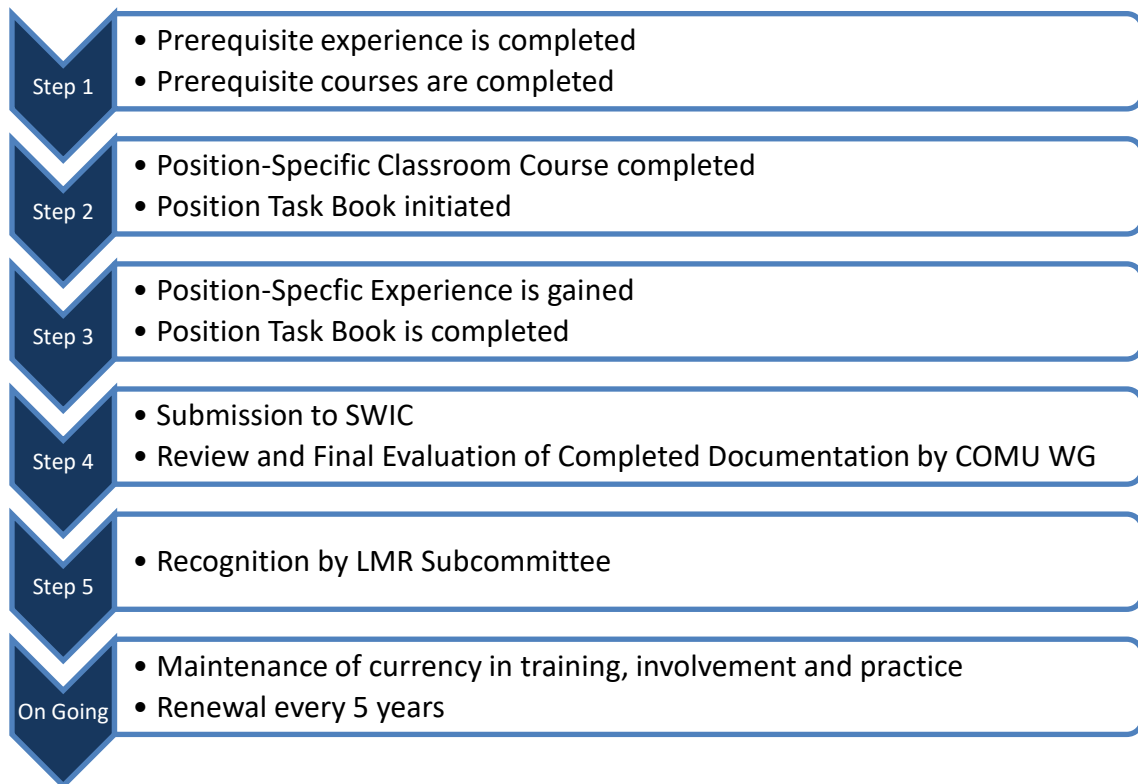 Step 1
• Prerequisite experience is completed
• Prerequisite courses are completed
Step 2
• Position-Specific Classroom Course completed
• Position Task Book initiated
Step 3
• Position-Specfic Experience is gained
• Position Task Book is completed
Step 4
• Submission to SWIC
• Review and Final Evaluation of Completed Documentation by COMU WG
Step 5
• Recognition by LMR Subcommittee
On Going
• Maintenance of currency in training, involvement and practice
• Renewal every 5 years